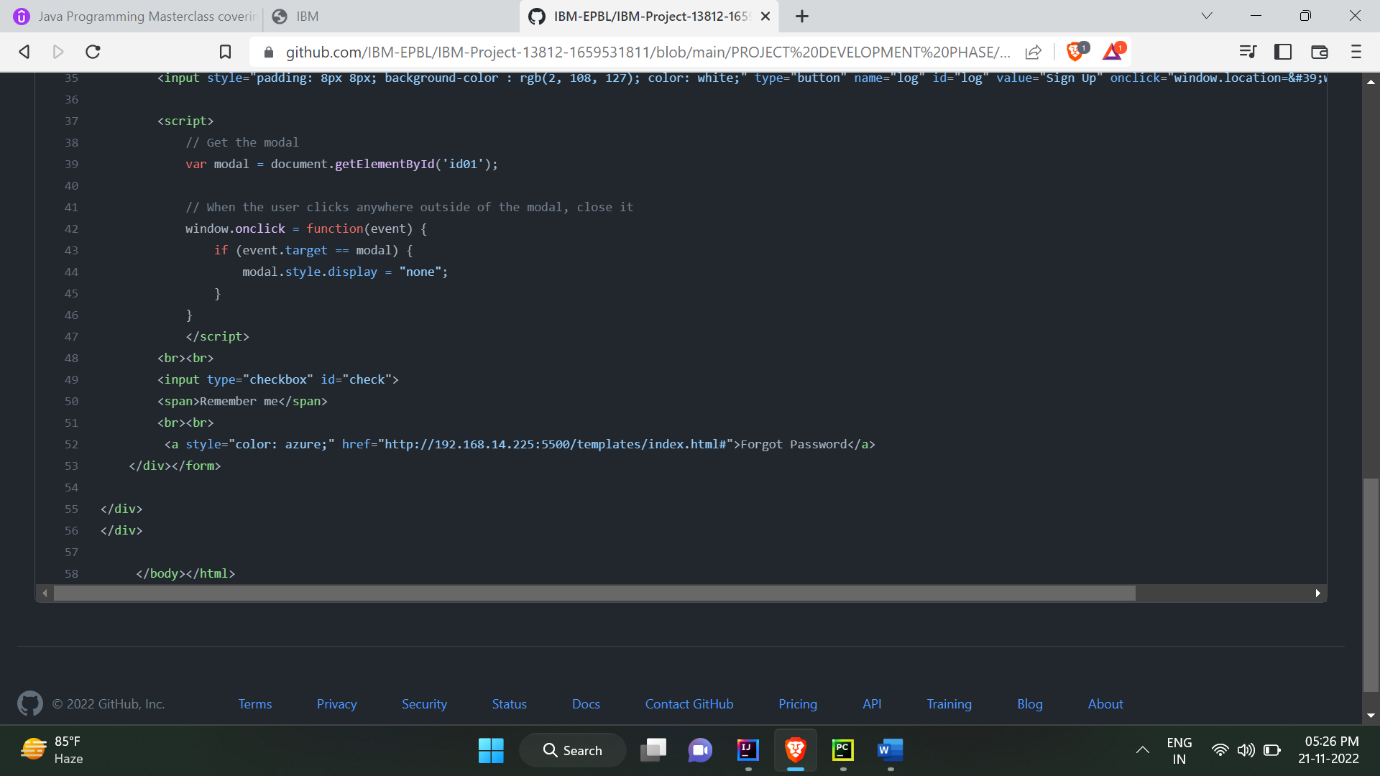 Java Programming Masterclass coverin
IBM
IBM-EPBL/IBM-Project-13812-1659
github.com/IBM-EPBL/IBM-Project-13812-1659531811/blob/main/PROJECT%20DEVELOPMENT%20PHASE/...
1
1
35 <input style="padding: 8px 8px; background-color : rgb(2, 108, 127); color: white;" type="button" name="log" id="log" value="Sign Up" onclick="window.location=&#39;w
36
37 <script>
38 // Get the modal
39 var modal = document.getElementById('id01');
40
41 // When the user clicks anywhere outside of the modal, close it
42 window.onclick = function(event) {
43 if (event.target == modal) {
44 modal.style.display = "none";
45 }
46 }
47 </script>
48 <br><br>
49 <input type="checkbox" id="check">
50 <span>Remember me</span>
51 <br><br>
52 <a style="color: azure;" href="http://192.168.14.225:5500/templates/index.html#">Forgot Password</a>
53 </div></form>
54
55 </div>
56 </div>
57
58 </body></html>
© 2022 GitHub, Inc. Terms Privacy Security Status Docs Contact GitHub Pricing API Training Blog About
85°F
Haze
Search
IJ
PC
W
ENG
IN
05:26 PM
21-11-2022